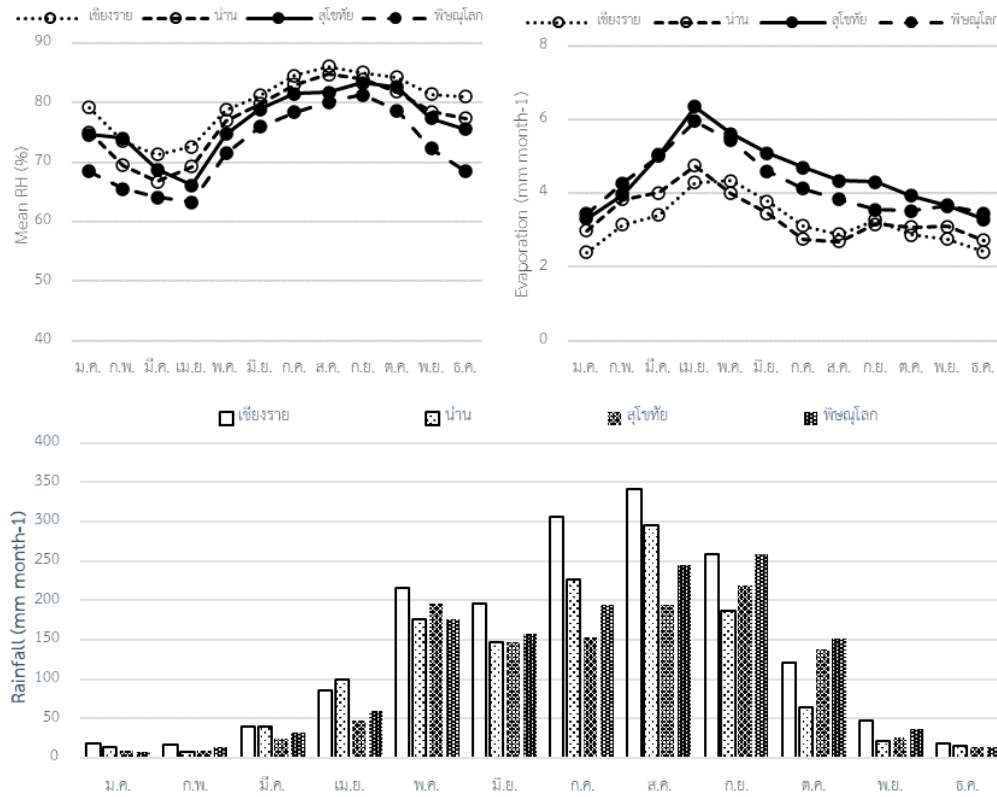 เชียงราย น่าน สุโขทัย พิษณุโลก
90
80
70
60
50
40
Mean RH (%)
ม.ค. ก.พ. มี.ค. เม.ย. พ.ค. มิ.ย. ก.ค. ส.ค. ก.ย. ต.ค. พ.ย. ธ.ค.
เชียงราย น่าน สุโขทัย พิษณุโลก
8
6
4
2
0
Evaporation (mm month-1)
ม.ค. ก.พ. มี.ค. เม.ย. พ.ค. มิ.ย. ก.ค. ส.ค. ก.ย. ต.ค. พ.ย. ธ.ค.
เชียงราย น่าน สุโขทัย พิษณุโลก
400
350
300
250
200
150
100
50
0
Rainfall (mm month-1)
ม.ค. ก.พ. มี.ค. เม.ย. พ.ค. มิ.ย. ก.ค. ส.ค. ก.ย. ต.ค. พ.ย. ธ.ค.